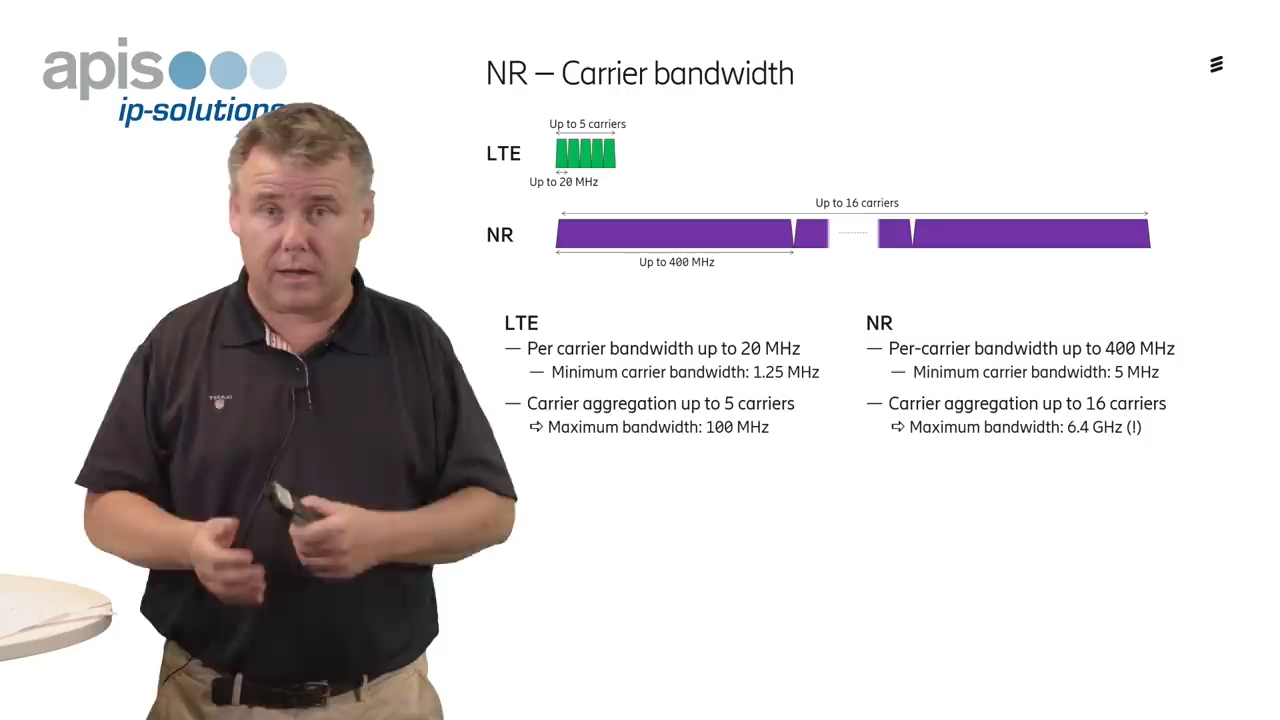 apis
ip-solutions
NR – Carrier bandwidth
Up to 5 carriers
LTE
Up to 20 MHz
Up to 16 carriers
NR
Up to 400 MHz
LTE
— Per carrier bandwidth up to 20 MHz
— Minimum carrier bandwidth: 1.25 MHz
— Carrier aggregation up to 5 carriers
⇨ Maximum bandwidth: 100 MHz
NR
— Per-carrier bandwidth up to 400 MHz
— Minimum carrier bandwidth: 5 MHz
— Carrier aggregation up to 16 carriers
⇨ Maximum bandwidth: 6.4 GHz (!)